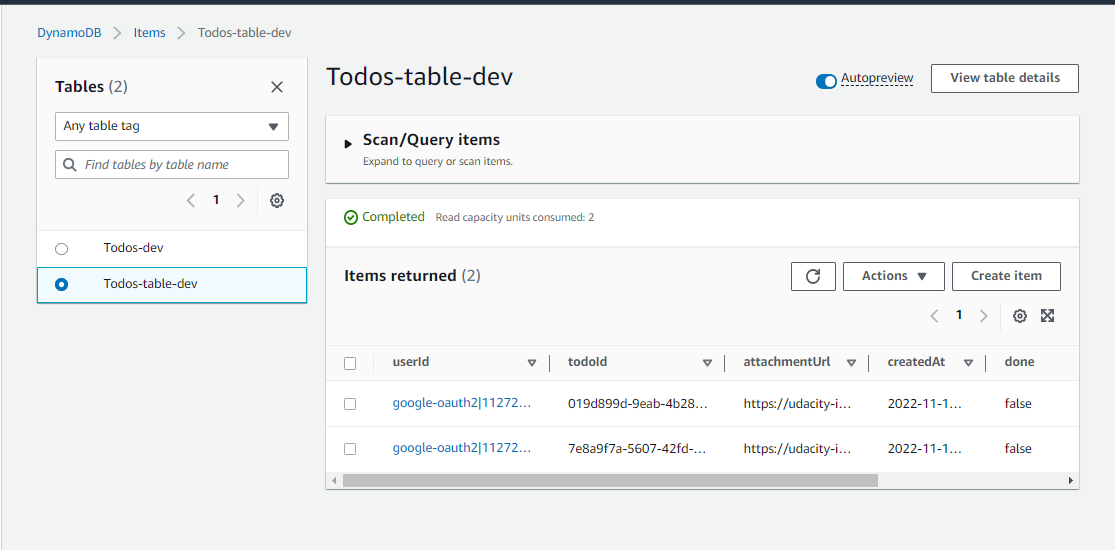 DynamoDB > Items > Todos-table-dev
Tables (2)
Any table tag
Find tables by table name
1
Todos-dev
Todos-table-dev
Todos-table-dev
Autopreview
View table details
Scan/Query items
Expand to query or scan items.
Completed Read capacity units consumed: 2
Items returned (2)
Actions
Create item
1
userId todoId attachmentUrl createdAt done
google-oauth2|11272... 019d899d-9eab-4b28... https://udacity-i... 2022-11-1... false
google-oauth2|11272... 7e8a9f7a-5607-42fd-... https://udacity-i... 2022-11-1... false